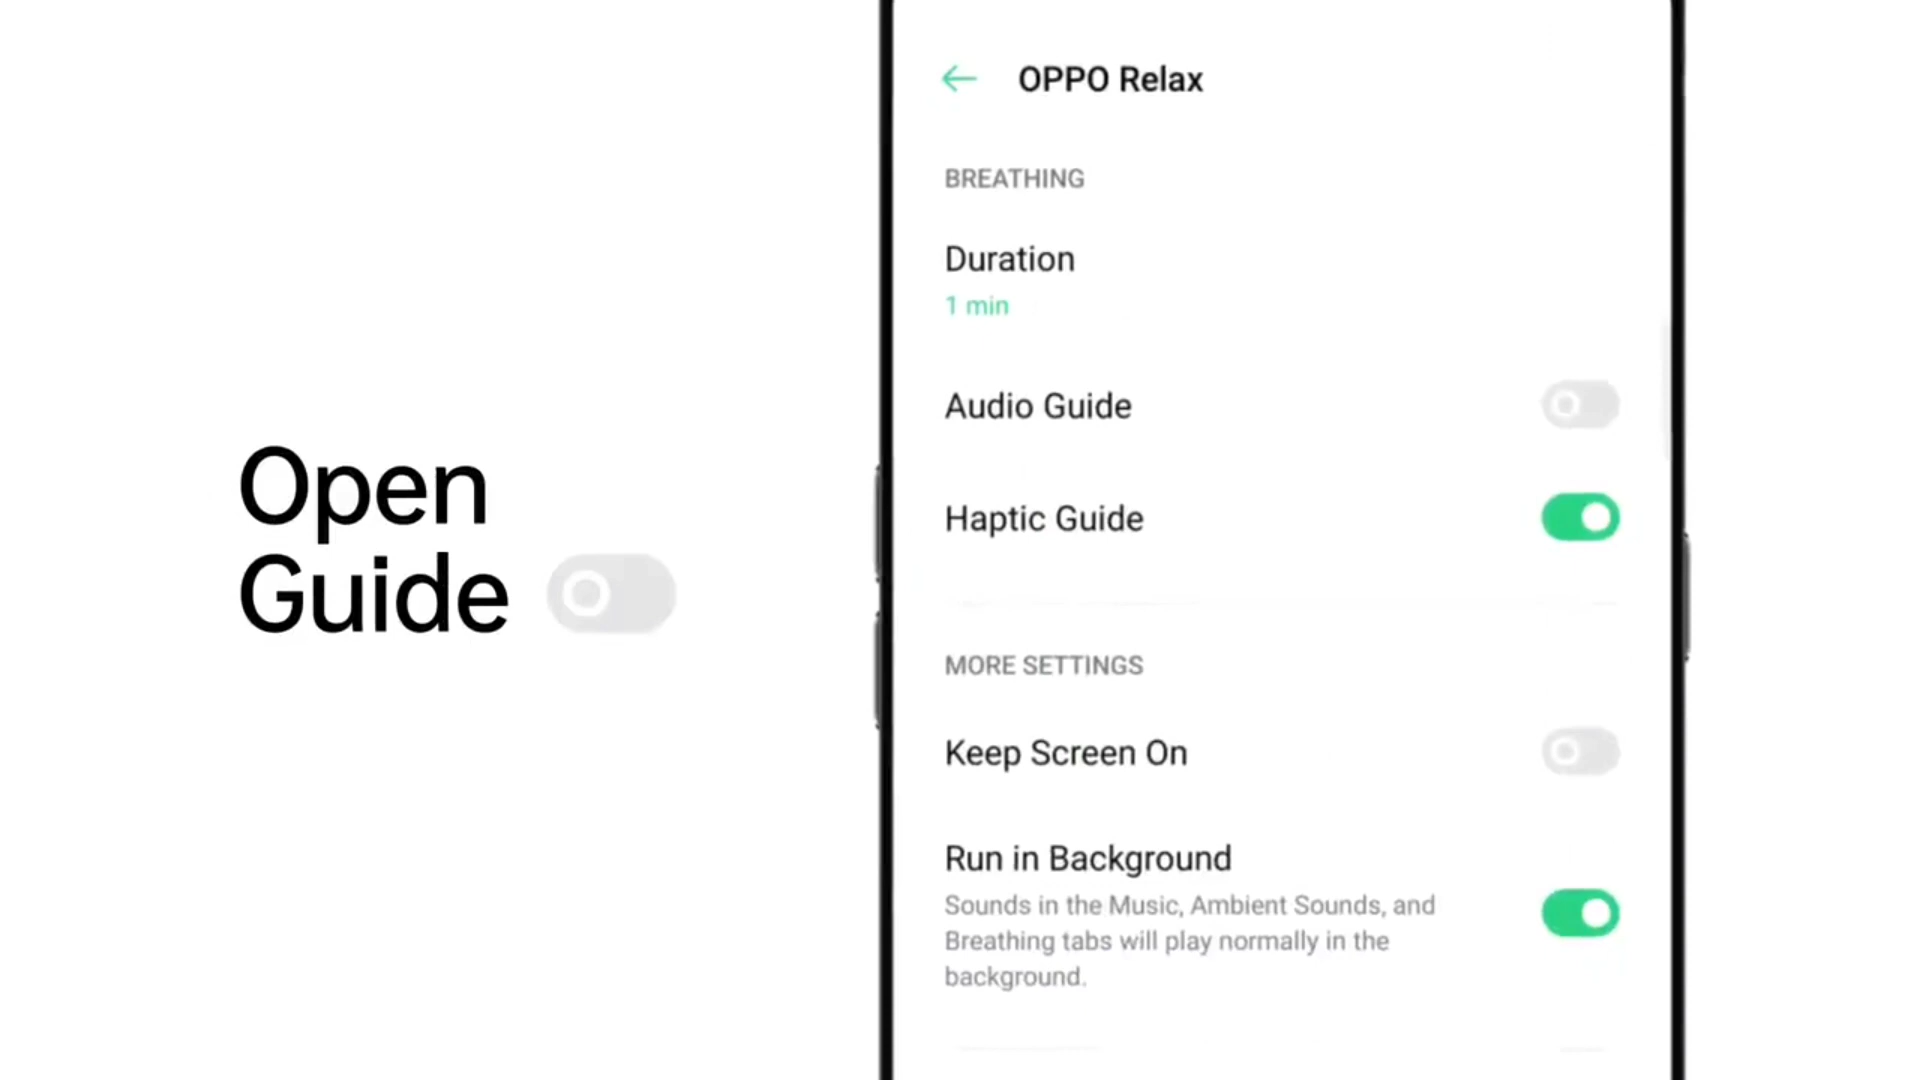 Open
Guide
OPPO Relax
BREATHING
Duration
1 min
Audio Guide
Haptic Guide
MORE SETTINGS
Keep Screen On
Run in Background
Sounds in the Music, Ambient Sounds, and
Breathing tabs will play normally in the
background.